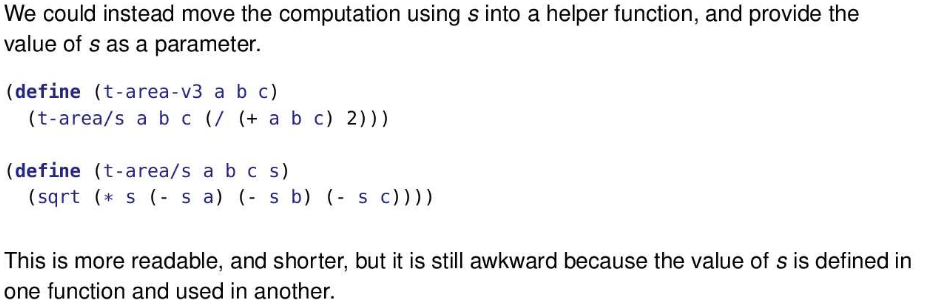 We could instead move the computation using s into a helper function, and provide the
value of s as a parameter.
(define (t-area-v3 a b c)
  (t-area/s a b c (/ (+ a b c) 2)))
(define (t-area/s a b c s)
  (sqrt (* s (- s a) (- s b) (- s c))))
This is more readable, and shorter, but it is still awkward because the value of s is defined in
one function and used in another.